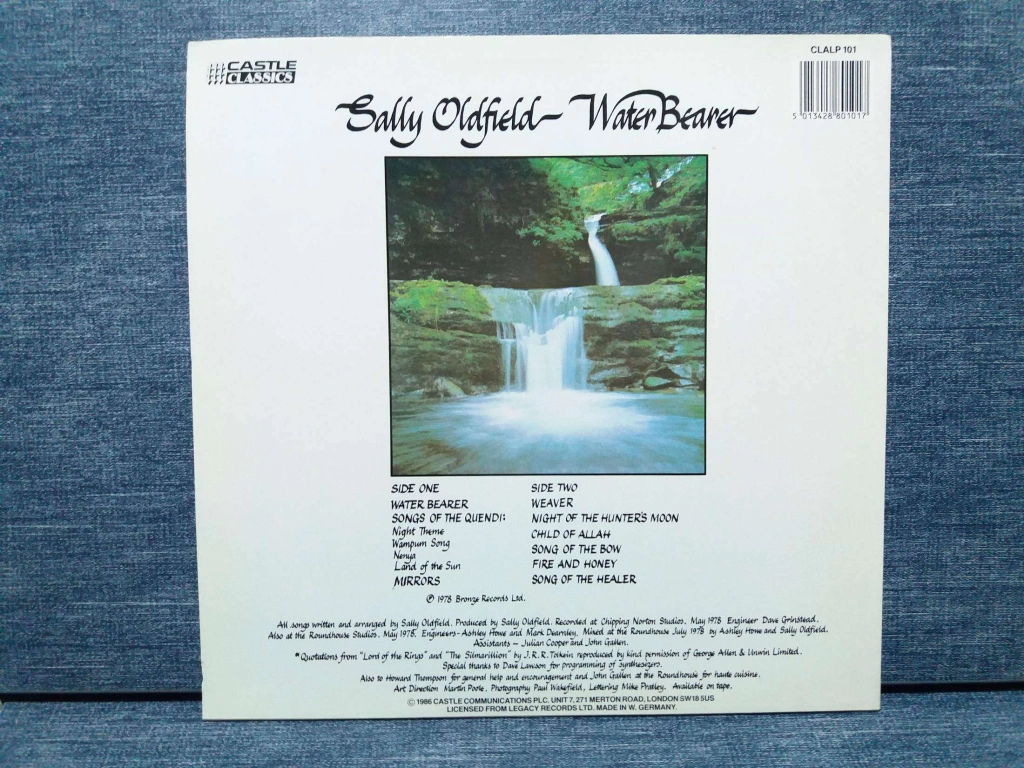 CASTLE
CLASSICS
CLALP 101
5 013428 801017
Sally Oldfield - Water Bearer
SIDE ONE
WATER BEARER
SONGS OF THE QUENDI:
Night Theme
Wampum Song
Nenya
Land of the Sun
MIRRORS
SIDE TWO
WEAVER
NIGHT OF THE HUNTER'S MOON
CHILD OF ALLAH
SONG OF THE BOW
FIRE AND HONEY
SONG OF THE HEALER
℗ 1978 Bronze Records Ltd.
All songs written and arranged by Sally Oldfield. Produced by Sally Oldfield. Recorded at Chipping Norton Studios, May 1978 Engineer Dave Grinstead.
Also at the Roundhouse Studios, May 1978. Engineers - Ashley Howe and Mark Dearnley. Mixed at the Roundhouse July 1978 by Ashley Howe and Sally Oldfield.
Assistants - Julian Cooper and John Gallen.
*Quotations from "Lord of the Rings" and "The Silmarillion" by J.R.R. Tolkein reproduced by kind permission of George Allen & Unwin Limited.
Special thanks to Dave Lawson for programming of synthesizers.
Also to Howard Thompson for general help and encouragement and John Gallen at the Roundhouse for haute cuisine.
Art Direction Martin Poole. Photography Paul Wakefield, Lettering Mike Pratley. Available on tape.
© 1986 CASTLE COMMUNICATIONS PLC. UNIT 7, 271 MERTON ROAD, LONDON SW18 5US
LICENSED FROM LEGACY RECORDS LTD. MADE IN W. GERMANY.